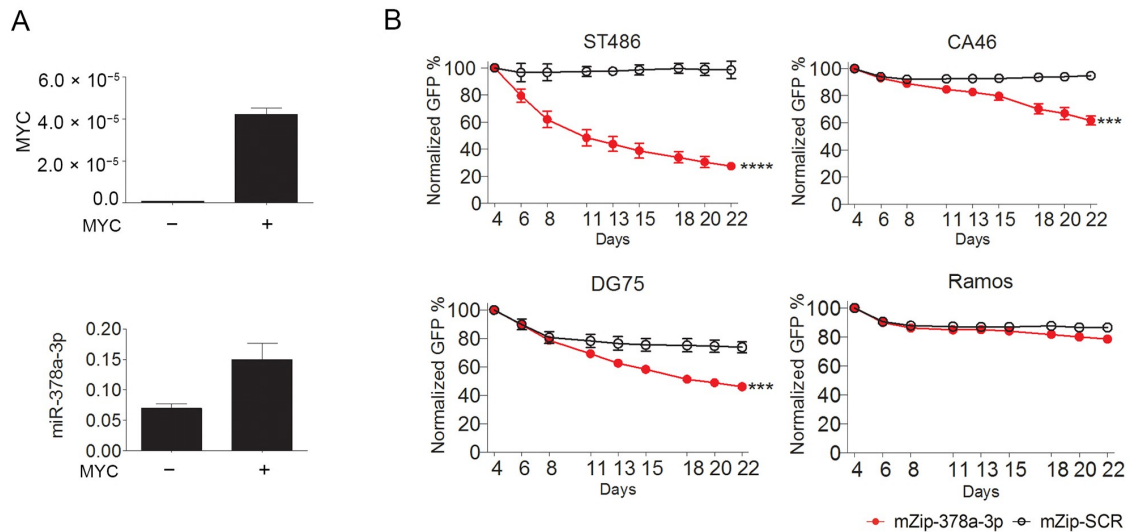 A
MYC
6.0 × 10⁻⁵
4.0 × 10⁻⁵
2.0 × 10⁻⁵
0.0
MYC − +
miR-378a-3p
0.20
0.15
0.10
0.05
0.00
MYC − +
B
ST486
Normalized GFP %
100
80
60
40
20
0
****
4 6 8 11 13 15 18 20 22
Days
CA46
Normalized GFP %
100
80
60
40
20
0
***
4 6 8 11 13 15 18 20 22
Days
DG75
Normalized GFP %
100
80
60
40
20
0
***
4 6 8 11 13 15 18 20 22
Days
Ramos
Normalized GFP %
100
80
60
40
20
0
4 6 8 11 13 15 18 20 22
Days
mZip-378a-3p mZip-SCR